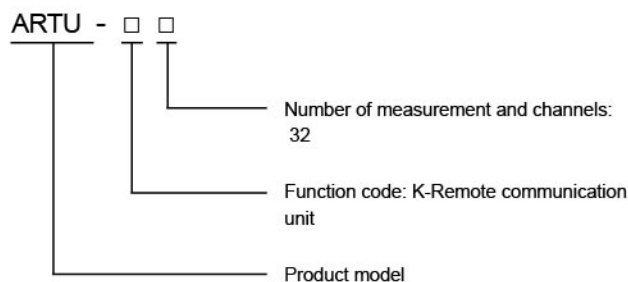 ARTU - □ □
Number of measurement and channels:
32
Function code: K-Remote communication
unit
Product model